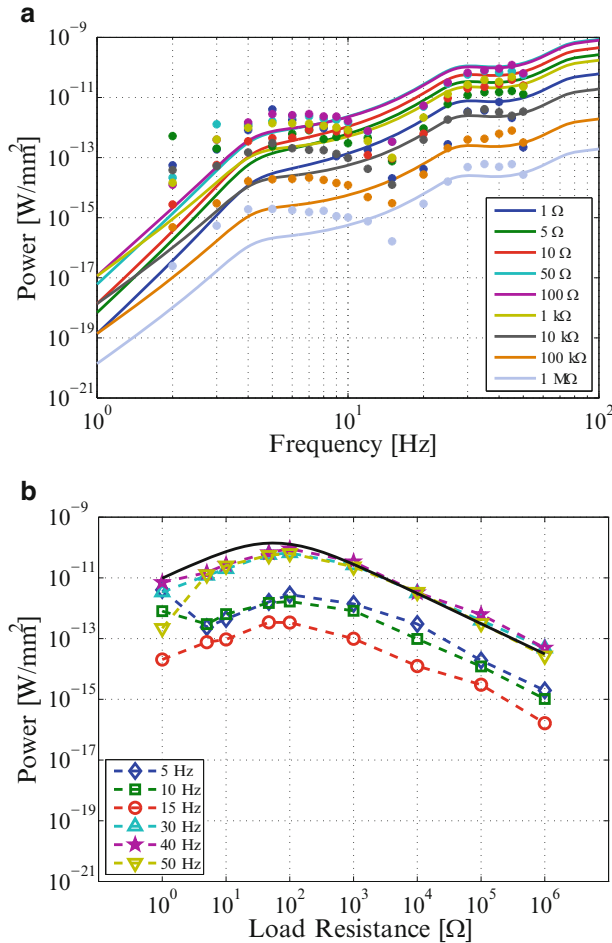 a
10^-9
10^-11
10^-13
10^-15
10^-17
10^-19
10^-21
Power [W/mm^2]
1 Ω
5 Ω
10 Ω
50 Ω
100 Ω
1 kΩ
10 kΩ
100 kΩ
1 MΩ
10^0
10^1
10^2
Frequency [Hz]
b
10^-9
10^-11
10^-13
10^-15
10^-17
10^-19
10^-21
Power [W/mm^2]
5 Hz
10 Hz
15 Hz
30 Hz
40 Hz
50 Hz
10^0
10^1
10^2
10^3
10^4
10^5
10^6
Load Resistance [Ω]